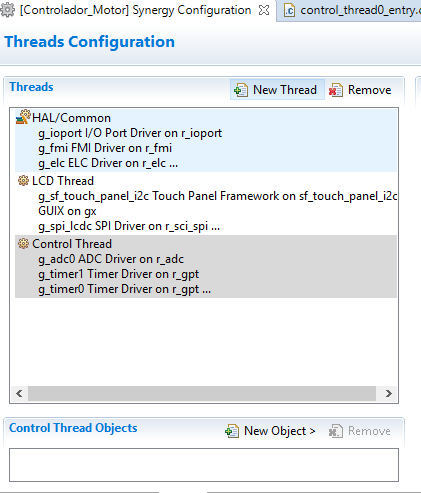 [Controlador_Motor] Synergy Configuration
control_thread0_entry.c
Threads Configuration
Threads
New Thread
Remove
HAL/Common
g_ioport I/O Port Driver on r_ioport
g_fmi FMI Driver on r_fmi
g_elc ELC Driver on r_elc ...
LCD Thread
g_sf_touch_panel_i2c Touch Panel Framework on sf_touch_panel_i2c
GUIX on gx
g_spi_lcdc SPI Driver on r_sci_spi ...
Control Thread
g_adc0 ADC Driver on r_adc
g_timer1 Timer Driver on r_gpt
g_timer0 Timer Driver on r_gpt ...
Control Thread Objects
New Object >
Remove